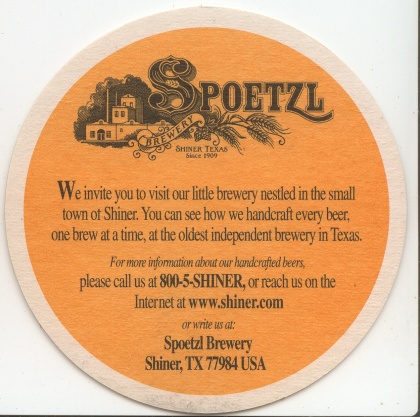 SPOETZL
BREWERY
SHINER TEXAS
Since 1909
We invite you to visit our little brewery nestled in the small
town of Shiner. You can see how we handcraft every beer,
one brew at a time, at the oldest independent brewery in Texas.
For more information about our handcrafted beers,
please call us at 800-5-SHINER, or reach us on the
Internet at www.shiner.com
or write us at:
Spoetzl Brewery
Shiner, TX 77984 USA